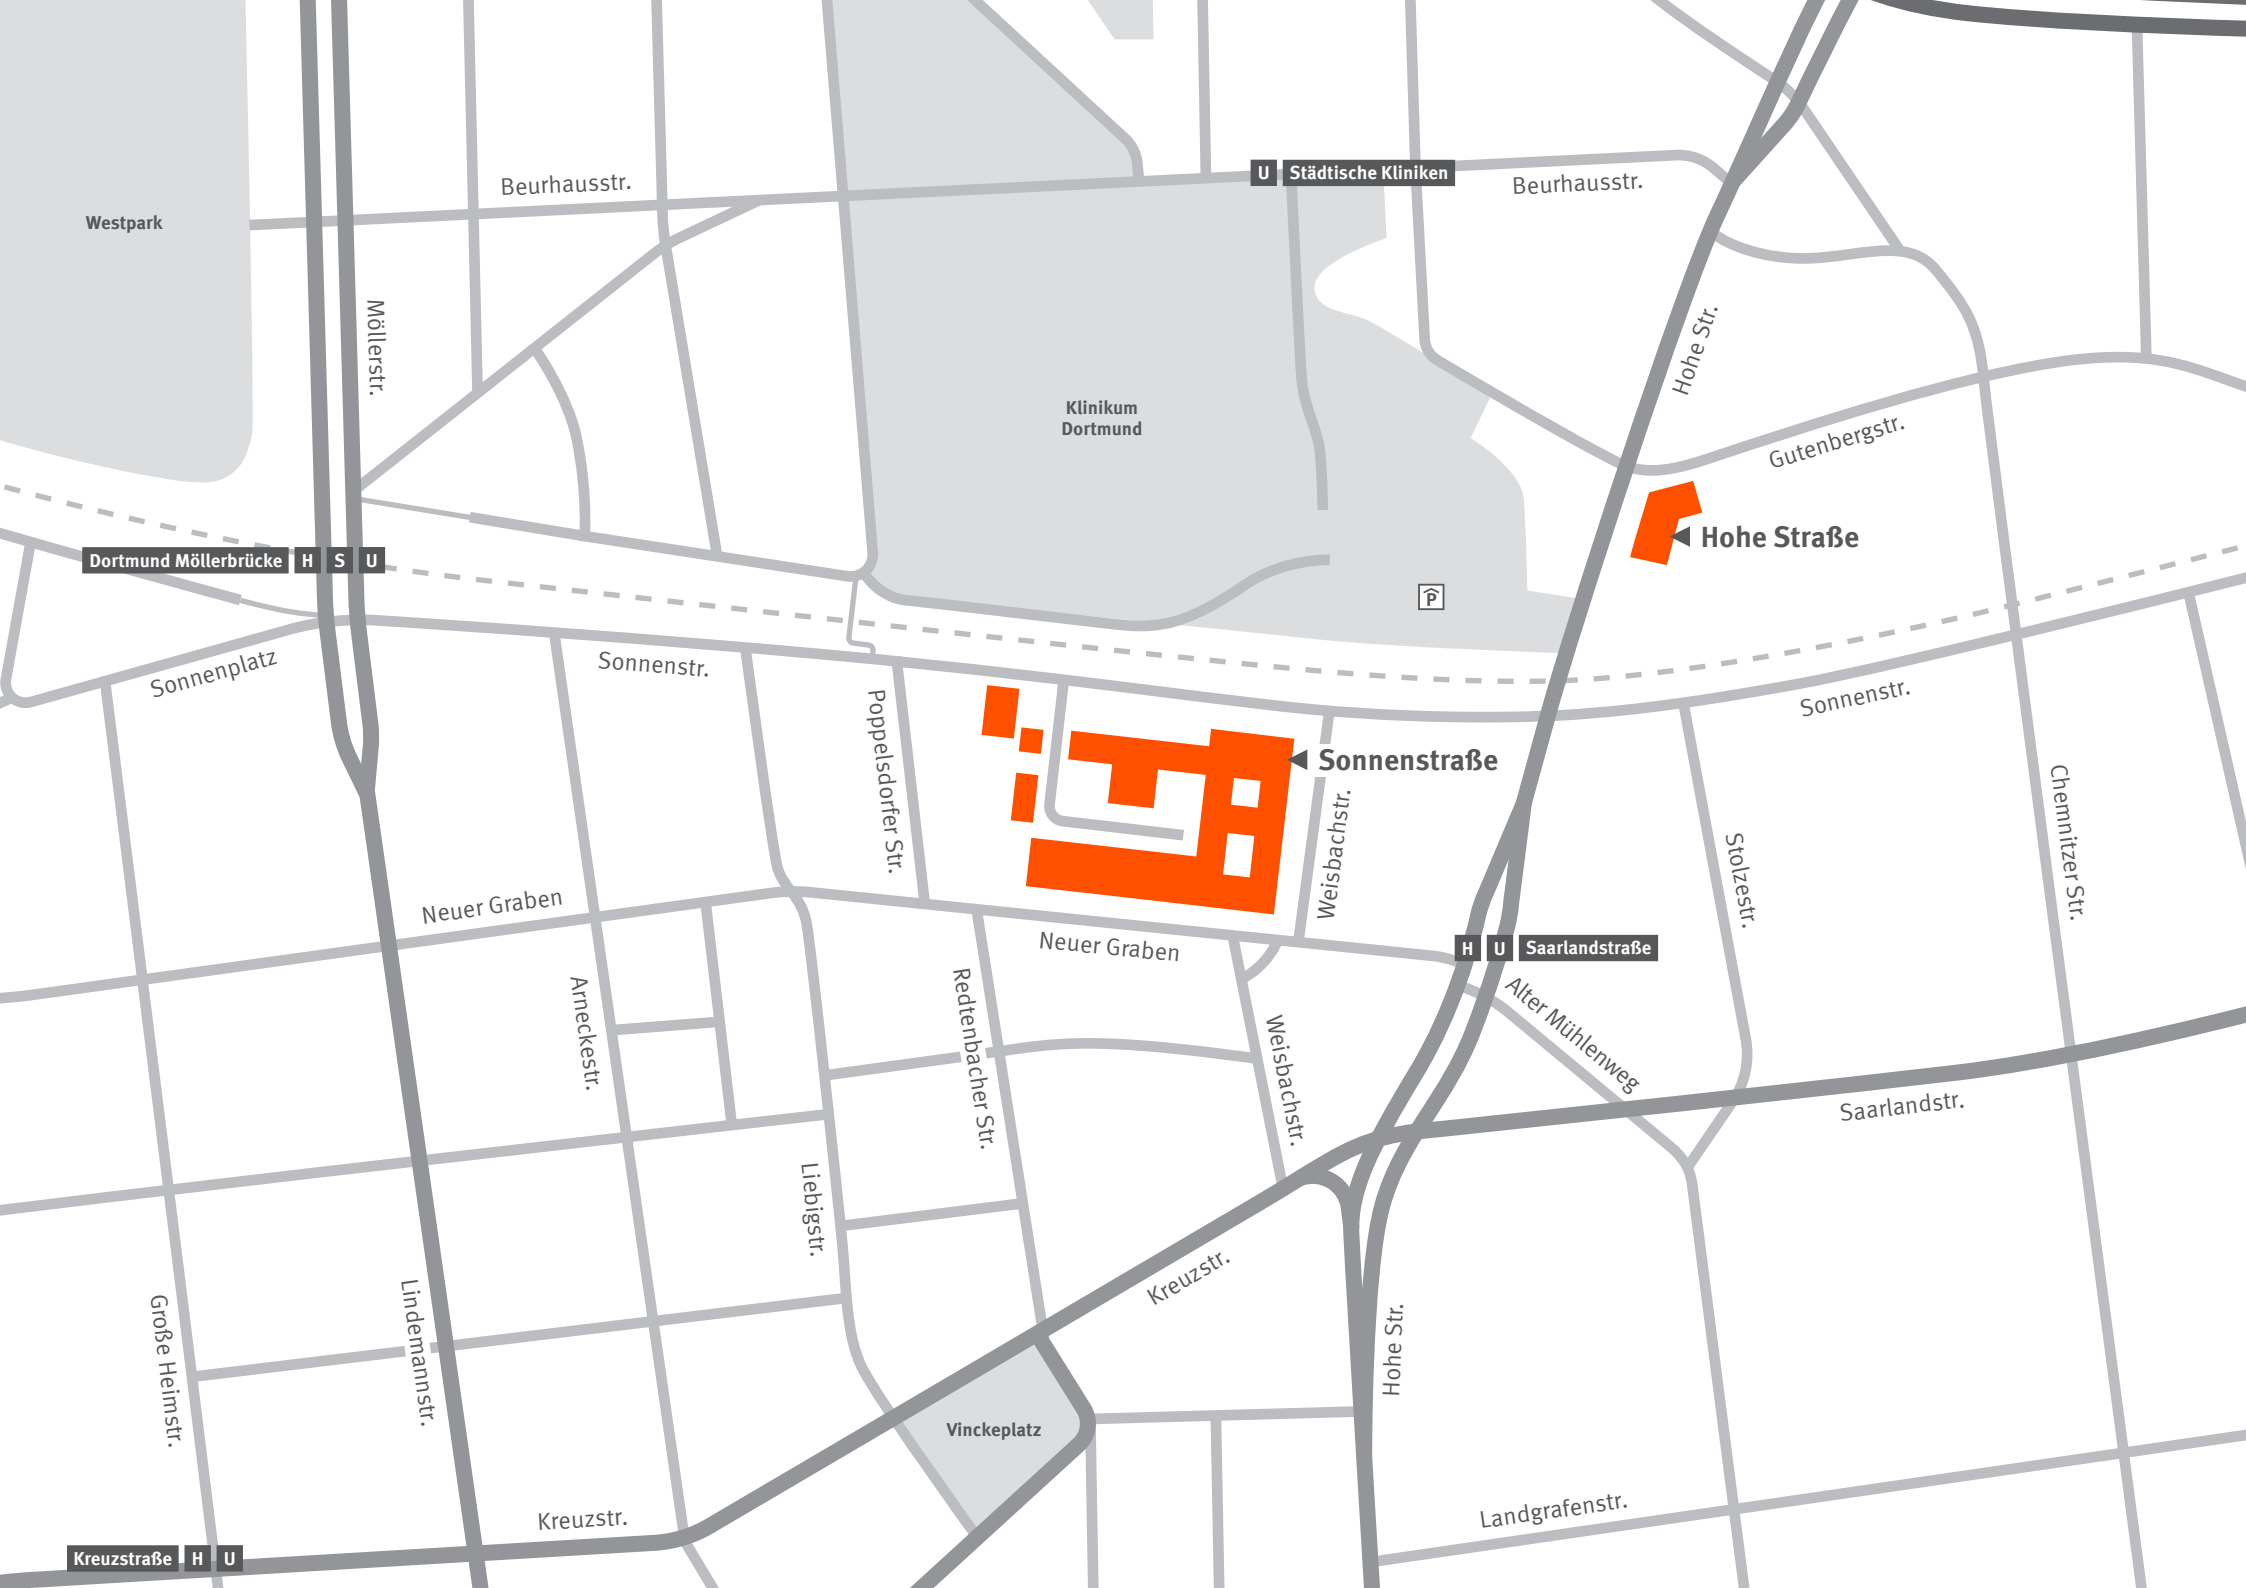 U Städtische Kliniken
Beurhausstr.
Beurhausstr.
Westpark
Möllerstr.
Hohe Str.
Klinikum
Dortmund
Gutenbergstr.
Hohe Straße
Dortmund Möllerbrücke H S U
P
Sonnenplatz
Sonnenstr.
Sonnenstr.
Poppelsdorfer Str.
Sonnenstraße
Weisbachstr.
Stolzestr.
Chemnitzer Str.
Neuer Graben
Neuer Graben
H U Saarlandstraße
Arneckestr.
Redtenbacher Str.
Weisbachstr.
Alter Mühlenweg
Saarlandstr.
Liebigstr.
Große Heimstr.
Lindemannstr.
Kreuzstr.
Hohe Str.
Vinckeplatz
Landgrafenstr.
Kreuzstr.
Kreuzstraße H U